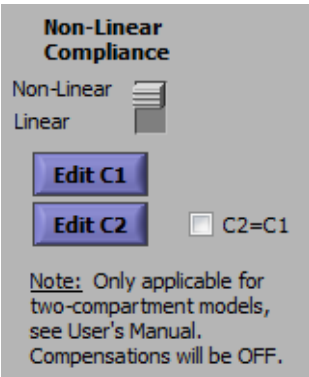 Non-Linear
Compliance
Non-Linear
Linear
Edit C1
Edit C2
C2=C1
Note: Only applicable for
two-compartment models,
see User's Manual.
Compensations will be OFF.